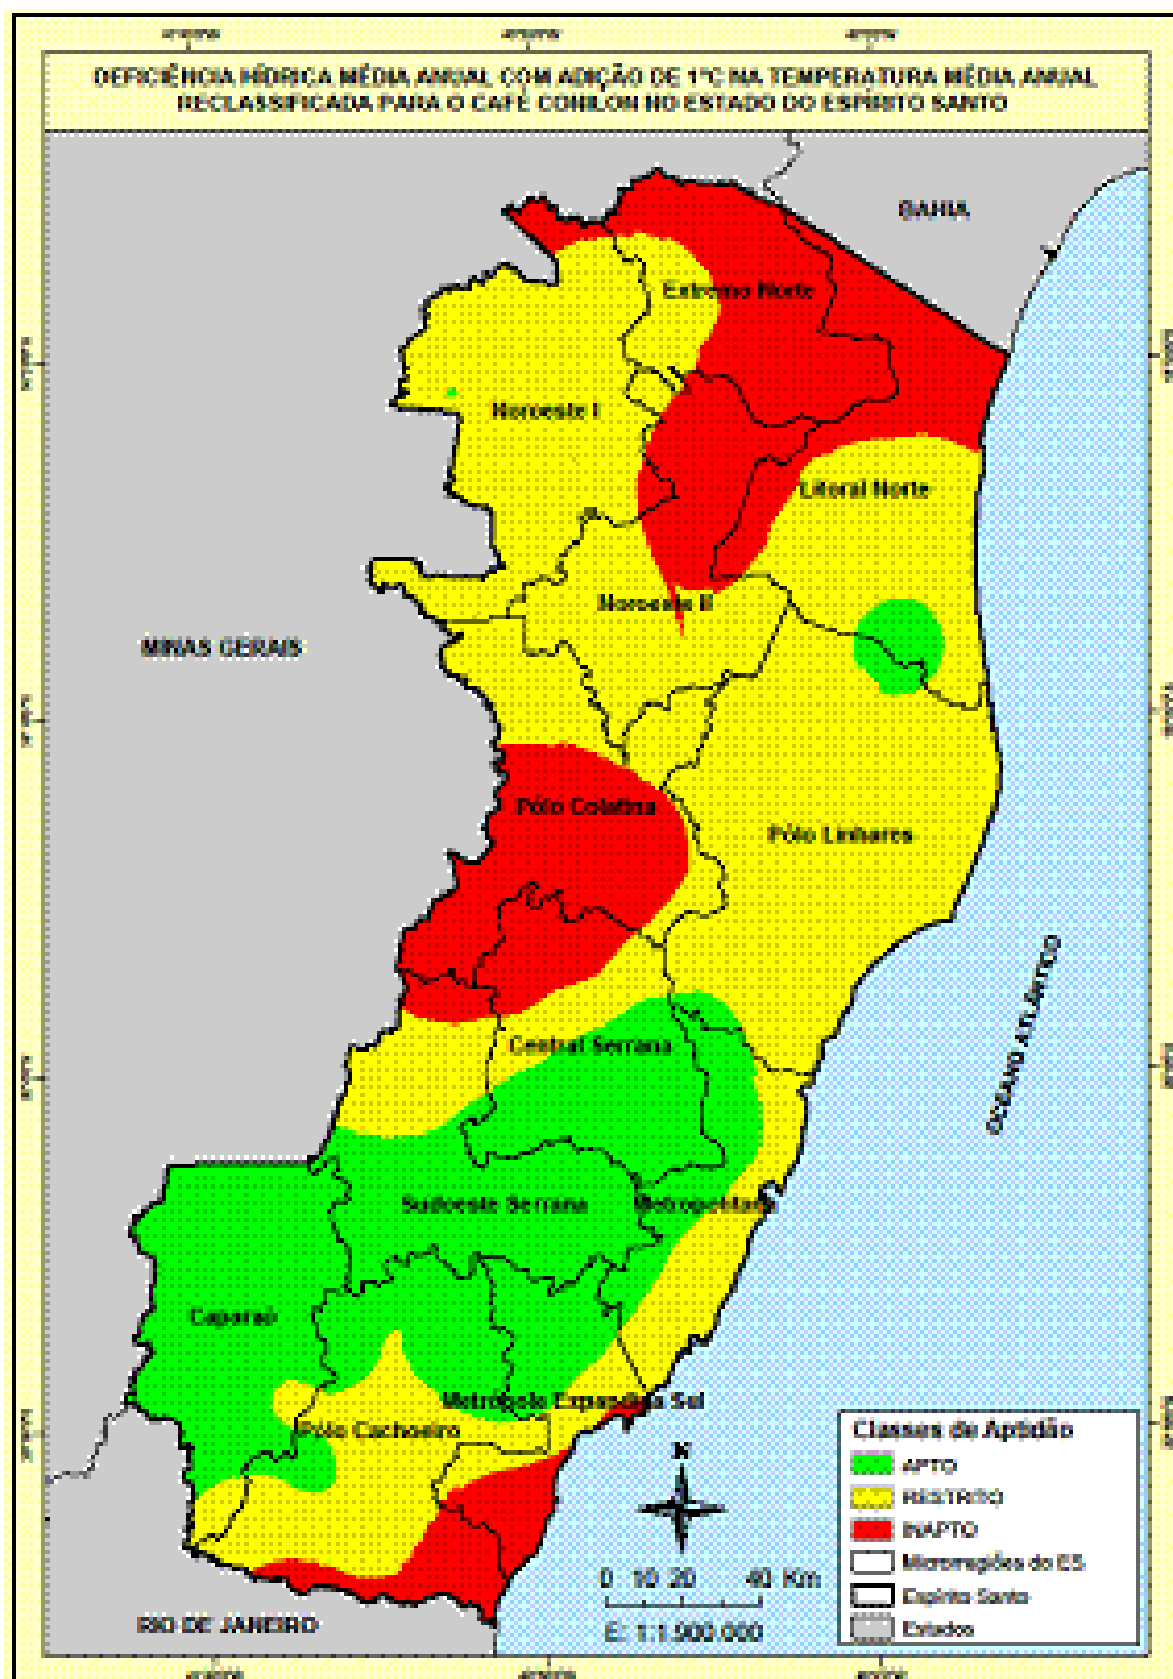 DEFICIÊNCIA HÍDRICA MÉDIA ANUAL COM ADIÇÃO DE 1°C NA TEMPERATURA MÉDIA ANUAL
RECLASSIFICADA PARA O CAFÉ CONILON NO ESTADO DO ESPÍRITO SANTO
BAHIA
Extremo Norte
Noroeste I
Litoral Norte
Noroeste II
MINAS GERAIS
Pólo Colatina
Pólo Linhares
OCEANO ATLÂNTICO
Central Serrana
Sudoeste Serrana
Metropolitana
Caparaó
Metrópole Expandida Sul
Pólo Cachoeiro
Classes de Aptidão
APTO
RESTRITO
INAPTO
Microrregiões do ES
Espírito Santo
Estados
N
0 10 20 40 Km
E: 1:1.900.000
RIO DE JANEIRO